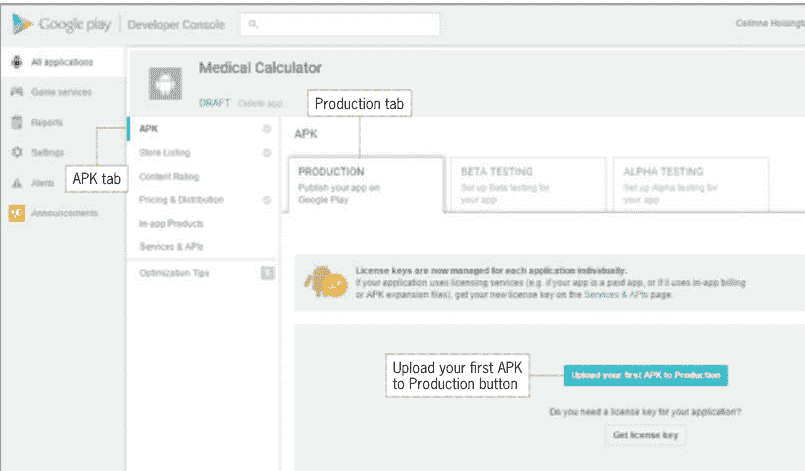 Google play
Developer Console
Corinna Hoisington
All applications
Game services
Reports
Settings
Alerts
Announcements
Medical Calculator
DRAFT Delete app
Production tab
APK tab
APK
Store Listing
Content Rating
Pricing & Distribution
In-app Products
Services & APIs
Optimization Tips
APK
PRODUCTION
Publish your app on
Google Play
BETA TESTING
Set up Beta testing for
your app
ALPHA TESTING
Set up Alpha testing for
your app
License keys are now managed for each application individually.
If your application uses licensing services (e.g. if your app is a paid app, or if it uses in-app billing
or APK expansion files), get your new license key on the Services & APIs page.
Upload your first APK
to Production button
Upload your first APK to Production
Do you need a license key for your application?
Get license key